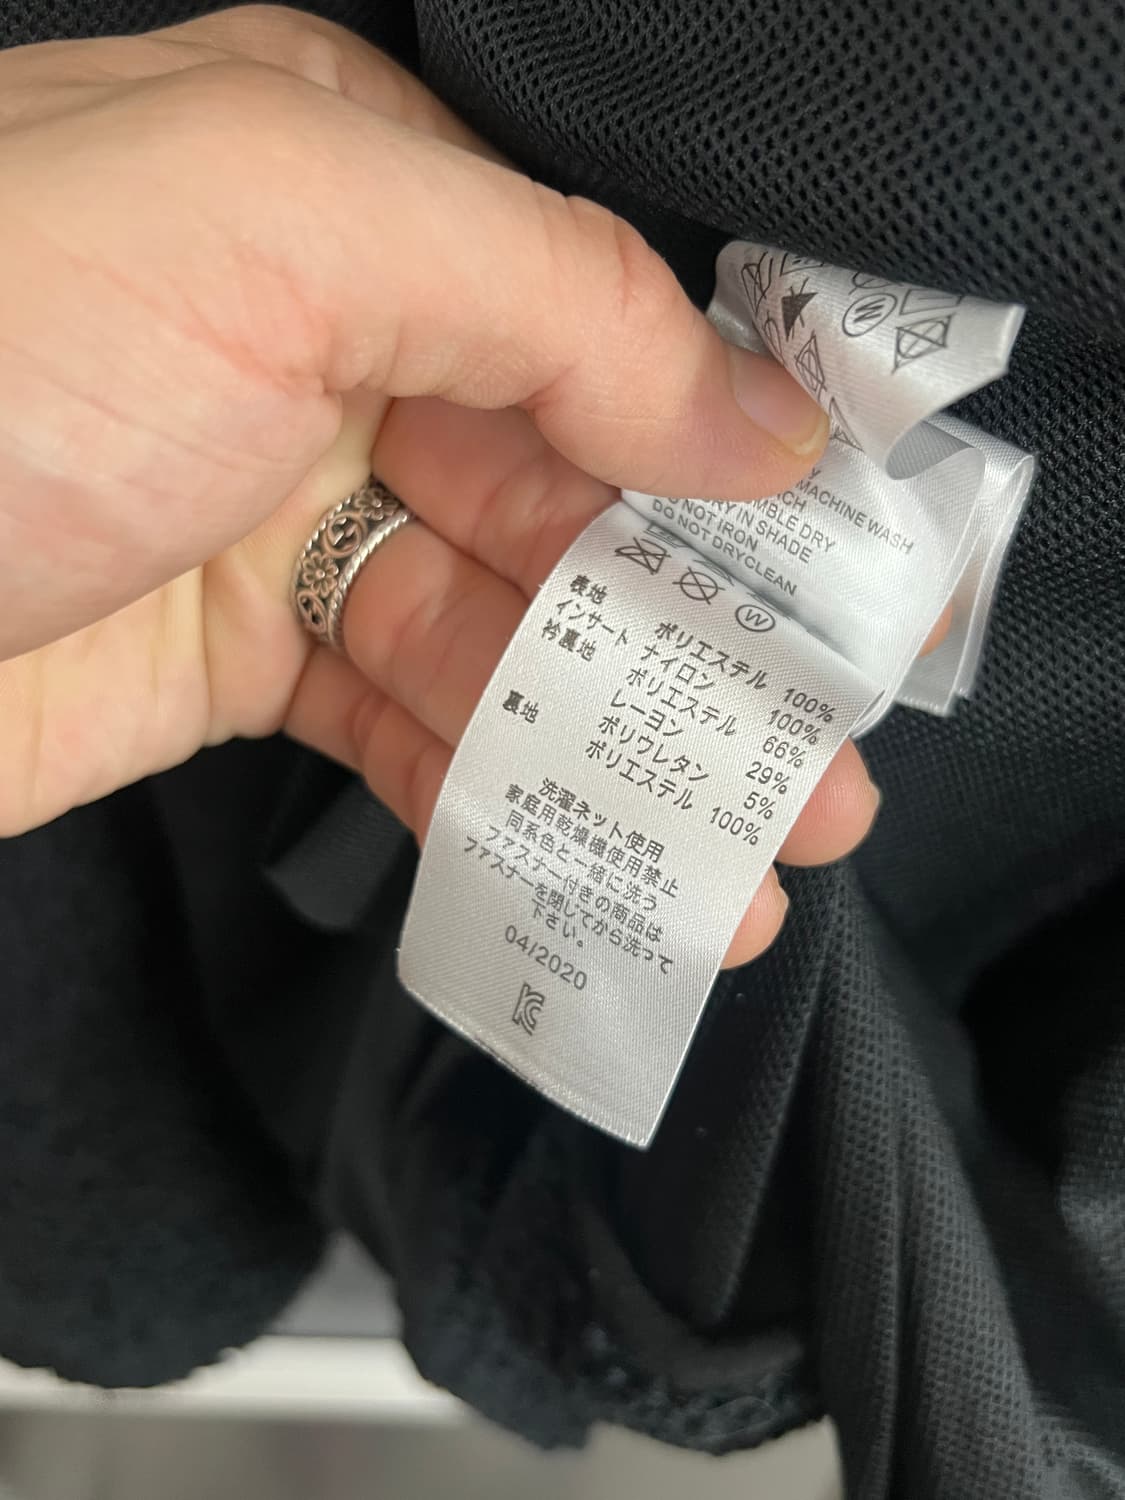 MACHINE WASH
DRY IN SHADE
DO NOT IRON
DO NOT DRYCLEAN
W
W
表地 ポリエステル 100%
インサート ナイロン 100%
衿裏地 ポリエステル 66%
レーヨン 29%
ポリウレタン 5%
裏地 ポリエステル 100%
洗濯ネット使用
家庭用乾燥機使用禁止
同系色と一緒に洗う
ファスナー付きの商品は
ファスナーを閉じてから洗って
下さい。
04/2020
KC